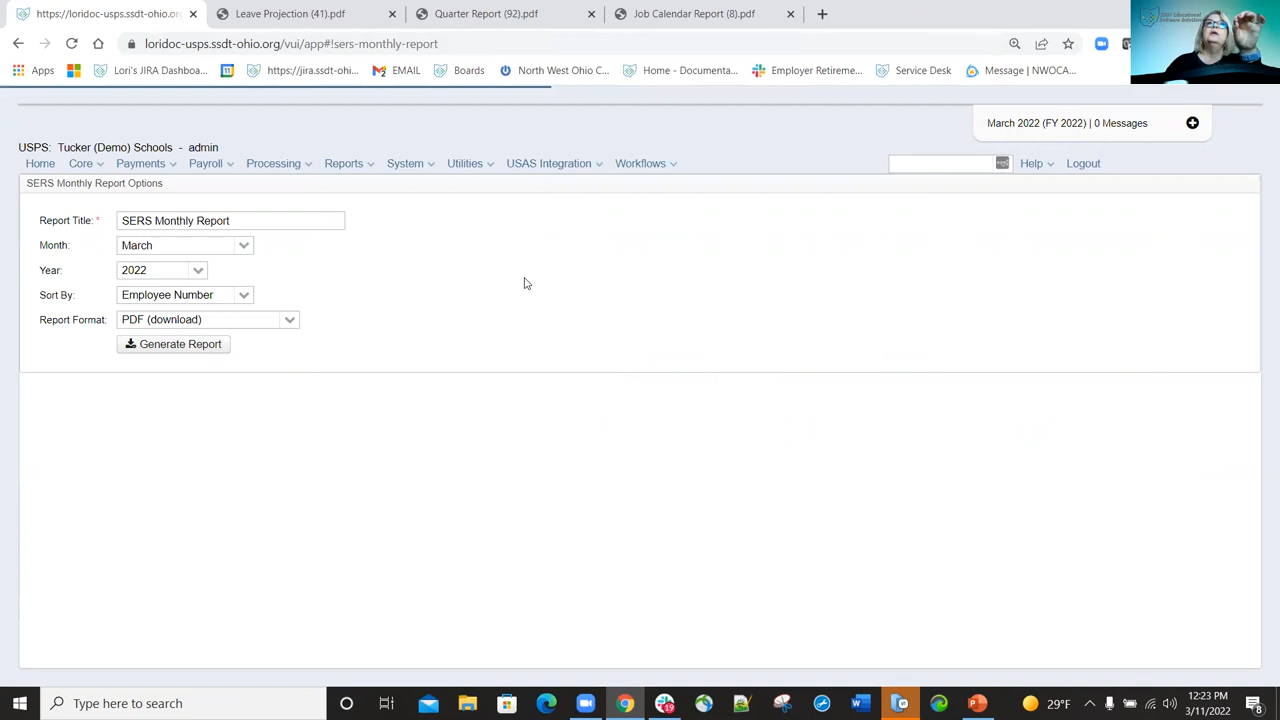 https://loridoc-usps.ssdt-ohio.org
Leave Projection (41).pdf
Quarter Report (92).pdf
Job Calendar Report (8).pdf
loridoc-usps.ssdt-ohio.org/vui/app#!sers-monthly-report
Apps
Lori's JIRA Dashboa...
https://jira.ssdt-ohi...
EMAIL
Boards
North West Ohio C...
Home - Documenta...
Employer Retireme...
Service Desk
Message | NWOCA...
March 2022 (FY 2022) | 0 Messages
USPS: Tucker (Demo) Schools - admin
Home Core Payments Payroll Processing Reports System Utilities USAS Integration Workflows Help Logout
SERS Monthly Report Options
Report Title: * SERS Monthly Report
Month: March
Year: 2022
Sort By: Employee Number
Report Format: PDF (download)
Generate Report
Type here to search
19
29°F
12:23 PM
3/11/2022
8